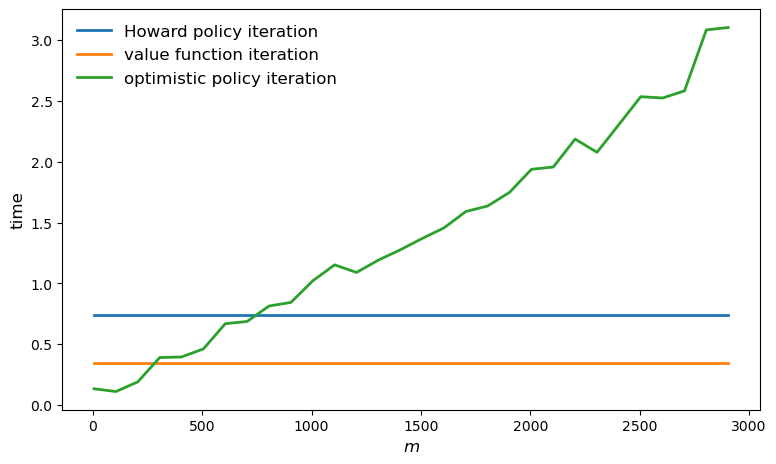 Howard policy iteration
value function iteration
optimistic policy iteration
time
3.0
2.5
2.0
1.5
1.0
0.5
0.0
0 500 1000 1500 2000 2500 3000
m